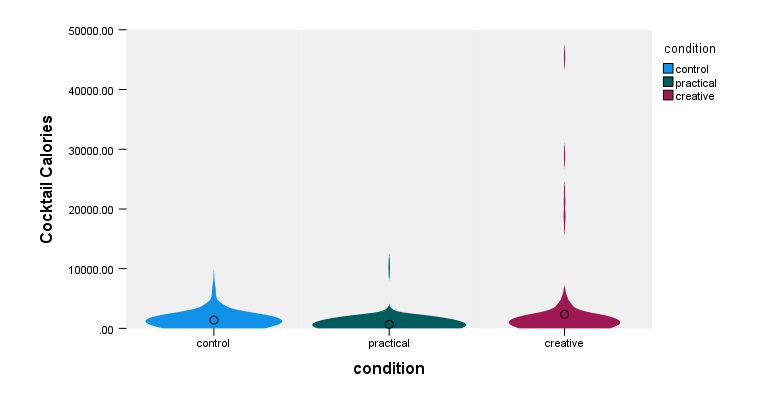 50000.00
40000.00
30000.00
20000.00
10000.00
.00
Cocktail Calories
control
practical
creative
condition
condition
control
practical
creative